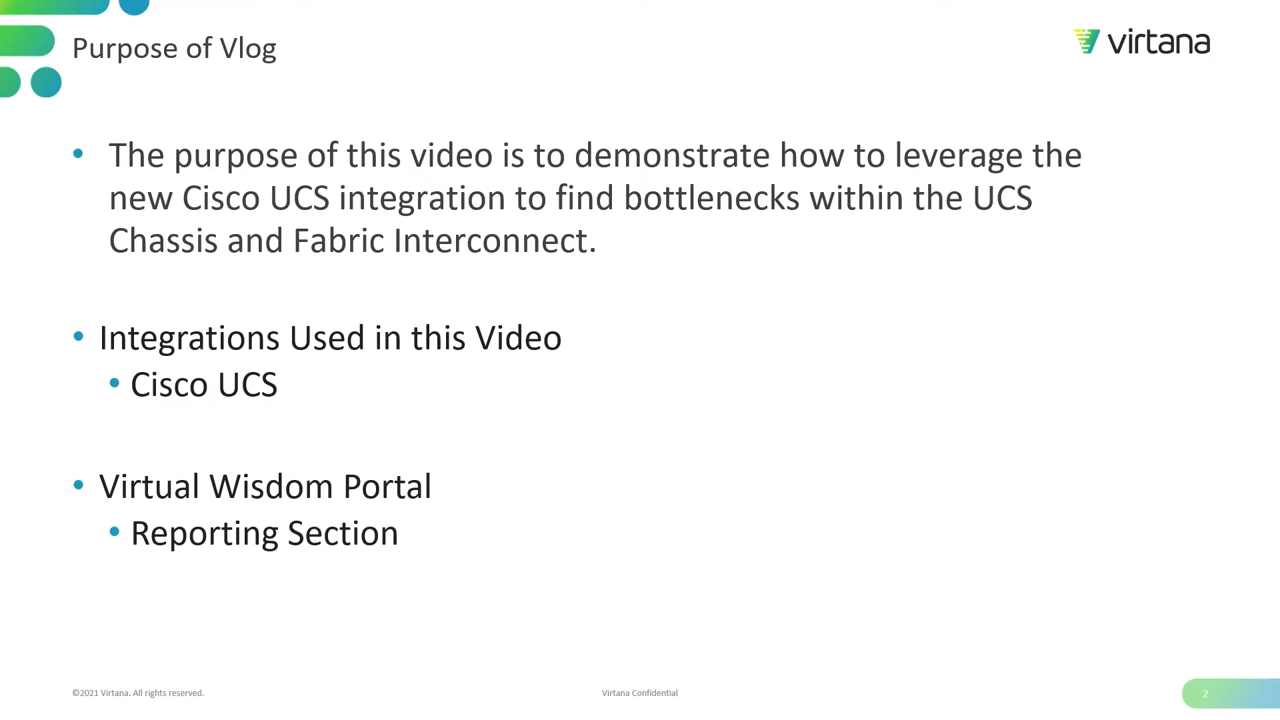 Purpose of Vlog
virtana
• The purpose of this video is to demonstrate how to leverage the
new Cisco UCS integration to find bottlenecks within the UCS
Chassis and Fabric Interconnect.
• Integrations Used in this Video
• Cisco UCS
• Virtual Wisdom Portal
• Reporting Section
©2021 Virtana. All rights reserved.
Virtana Confidential
2